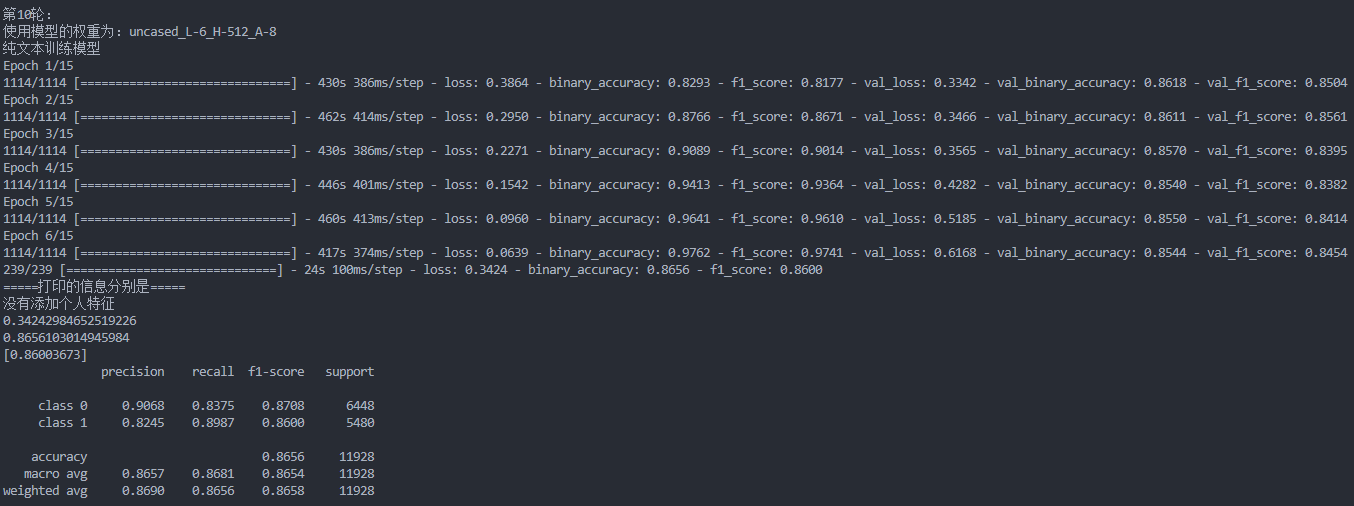 第10轮:
使用模型的权重为: uncased_L-6_H-512_A-8
纯文本训练模型
Epoch 1/15
1114/1114 [==============================] - 430s 386ms/step - loss: 0.3864 - binary_accuracy: 0.8293 - f1_score: 0.8177 - val_loss: 0.3342 - val_binary_accuracy: 0.8618 - val_f1_score: 0.8504
Epoch 2/15
1114/1114 [==============================] - 462s 414ms/step - loss: 0.2950 - binary_accuracy: 0.8766 - f1_score: 0.8671 - val_loss: 0.3466 - val_binary_accuracy: 0.8611 - val_f1_score: 0.8561
Epoch 3/15
1114/1114 [==============================] - 430s 386ms/step - loss: 0.2271 - binary_accuracy: 0.9089 - f1_score: 0.9014 - val_loss: 0.3565 - val_binary_accuracy: 0.8570 - val_f1_score: 0.8395
Epoch 4/15
1114/1114 [==============================] - 446s 401ms/step - loss: 0.1542 - binary_accuracy: 0.9413 - f1_score: 0.9364 - val_loss: 0.4282 - val_binary_accuracy: 0.8540 - val_f1_score: 0.8382
Epoch 5/15
1114/1114 [==============================] - 460s 413ms/step - loss: 0.0960 - binary_accuracy: 0.9641 - f1_score: 0.9610 - val_loss: 0.5185 - val_binary_accuracy: 0.8550 - val_f1_score: 0.8414
Epoch 6/15
1114/1114 [==============================] - 417s 374ms/step - loss: 0.0639 - binary_accuracy: 0.9762 - f1_score: 0.9741 - val_loss: 0.6168 - val_binary_accuracy: 0.8544 - val_f1_score: 0.8454
239/239 [==============================] - 24s 100ms/step - loss: 0.3424 - binary_accuracy: 0.8656 - f1_score: 0.8600
=====打印的信息分别是=====
没有添加个人特征
0.34242984652519226
0.8656103014945984
[0.86003673]
precision recall f1-score support
class 0 0.9068 0.8375 0.8708 6448
class 1 0.8245 0.8987 0.8600 5480
accuracy 0.8656 11928
macro avg 0.8657 0.8681 0.8654 11928
weighted avg 0.8690 0.8656 0.8658 11928